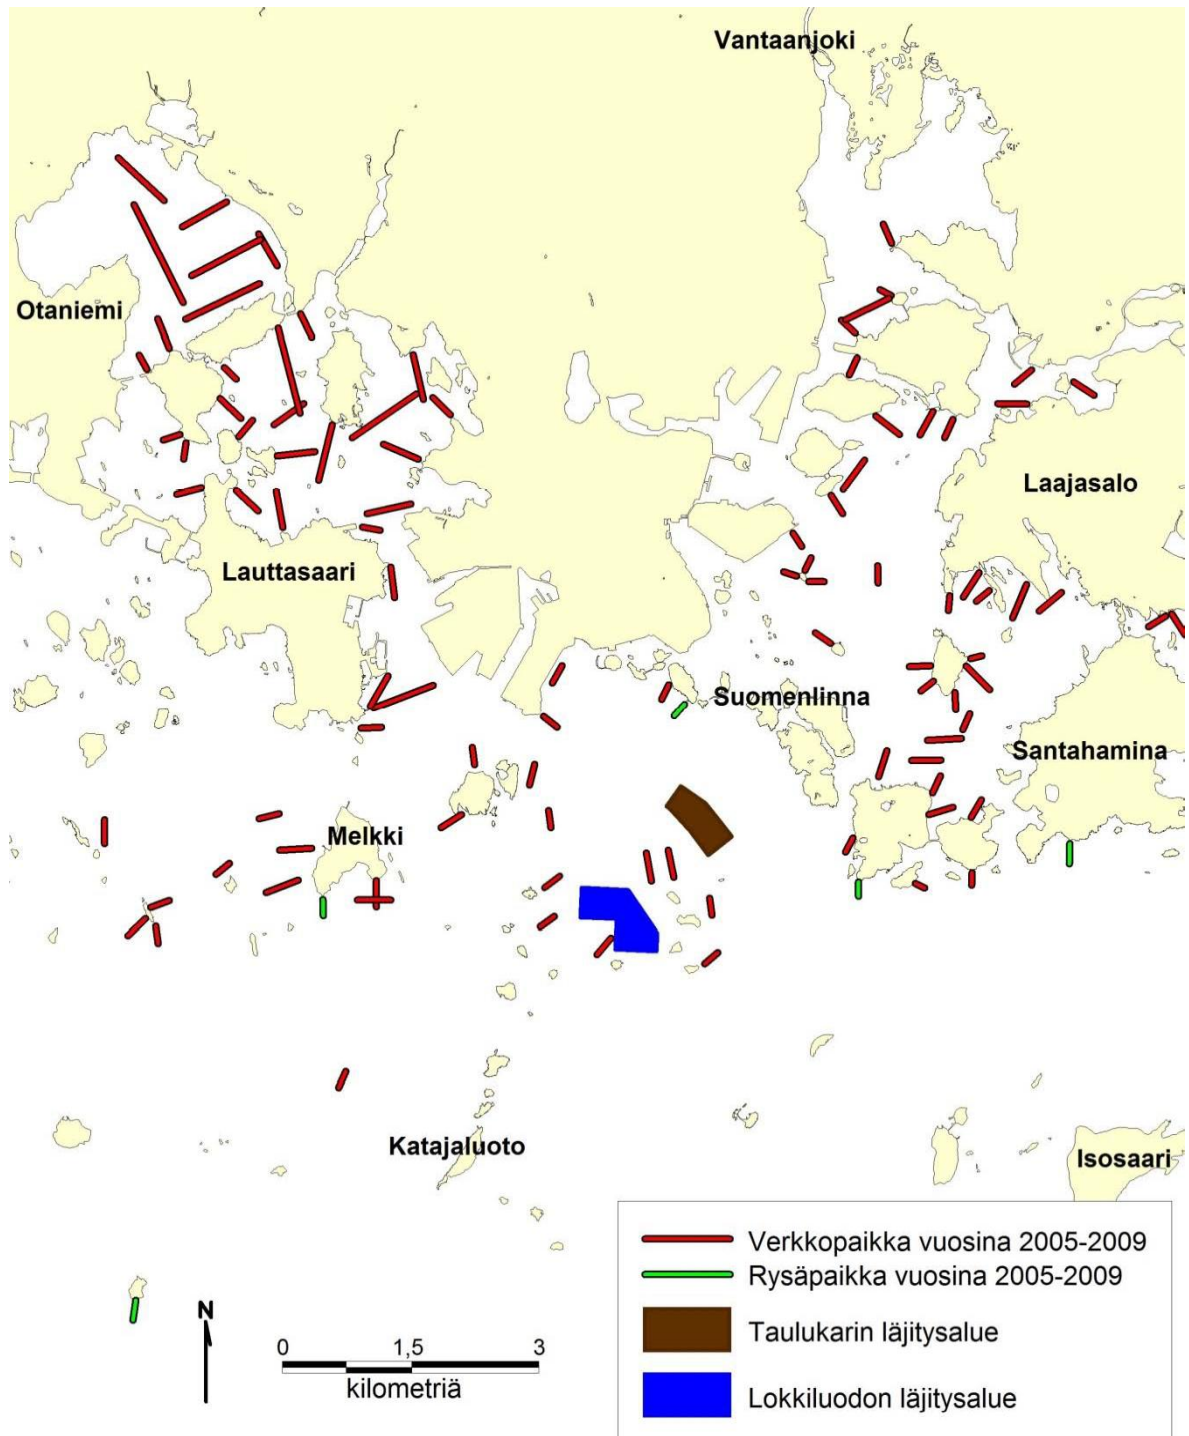 Vantaanjoki
Otaniemi
Laajasalo
Lauttasaari
Suomenlinna
Santahamina
Melkki
Katajaluoto
Isosaari
Verkkopaikka vuosina 2005-2009
Rysäpaikka vuosina 2005-2009
Taulukarin läjitysalue
Lokkiluodon läjitysalue
N
0 1,5 3
kilometriä